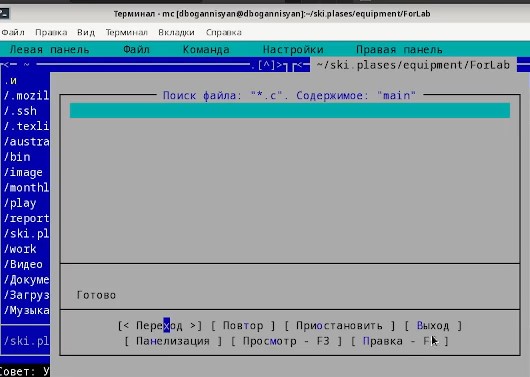 Терминал - mc [dbogannisyan@dbogannisyan]:~/ski.plases/equipment/ForLab
Файл Правка Вид Терминал Вкладки Справка
Левая панель Файл Команда Настройки Правая панель
<- ~ .[^]> <- ~/ski.plases/equipment/ForLab
.и
/.mozil
/.ssh
/.texli
/austra
/bin
/image
/monthl
/play
/report
/ski.pl
/work
/Видео
/Докуме
/Загруз
/Музыка
/ski.pl
Совет: У
Поиск файла: "*.c". Содержимое: "main"
Готово
[< Переход >] [ Повтор ] [ Приостановить ] [ Выход ]
[ Панелизация ] [ Просмотр - F3 ] [ Правка - F ]